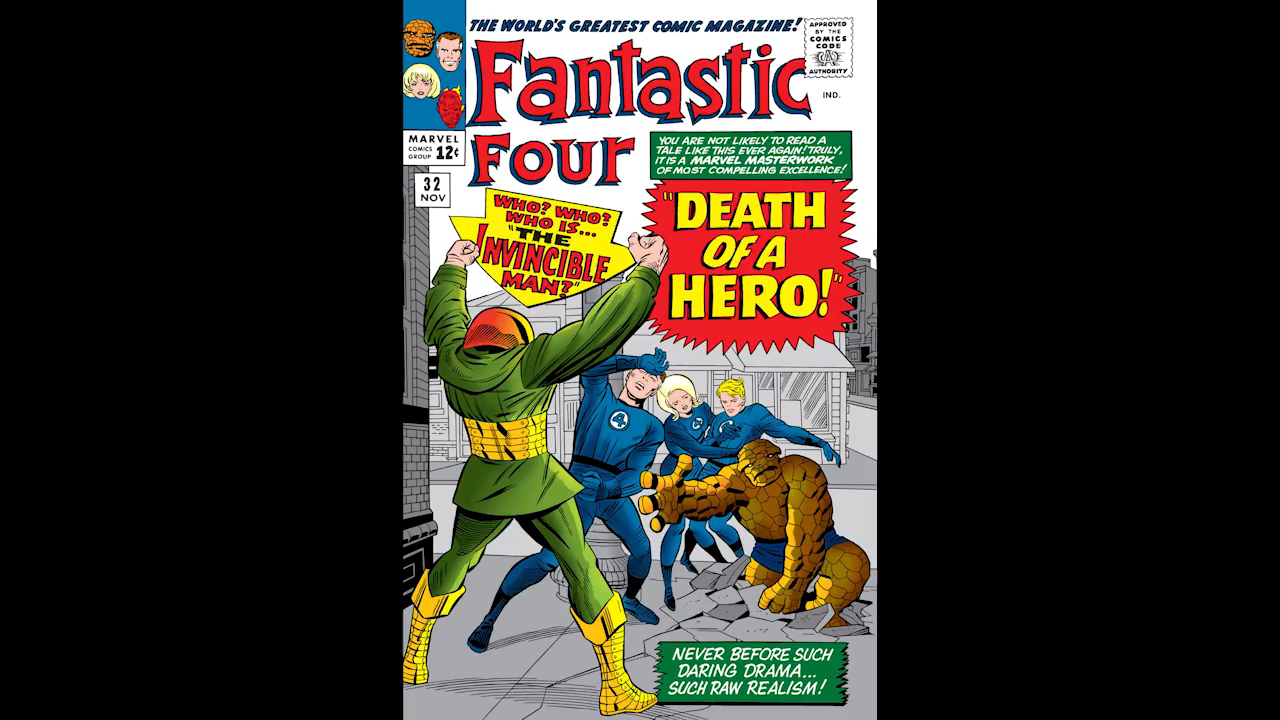 THE WORLD'S GREATEST COMIC MAGAZINE!
FANTASTIC
FOUR
APPROVED
BY THE
COMICS
CODE
CA
AUTHORITY
IND.
MARVEL
COMICS
GROUP 12¢
32
NOV
YOU ARE NOT LIKELY TO READ A
TALE LIKE THIS EVER AGAIN! TRULY,
IT IS A MARVEL MASTERWORK
OF MOST COMPELLING EXCELLENCE!
WHO? WHO?
WHO IS...
"THE
INVINCIBLE
MAN?"
"DEATH
OF A
HERO!"
4
NEVER BEFORE SUCH
DARING DRAMA...
SUCH RAW REALISM!